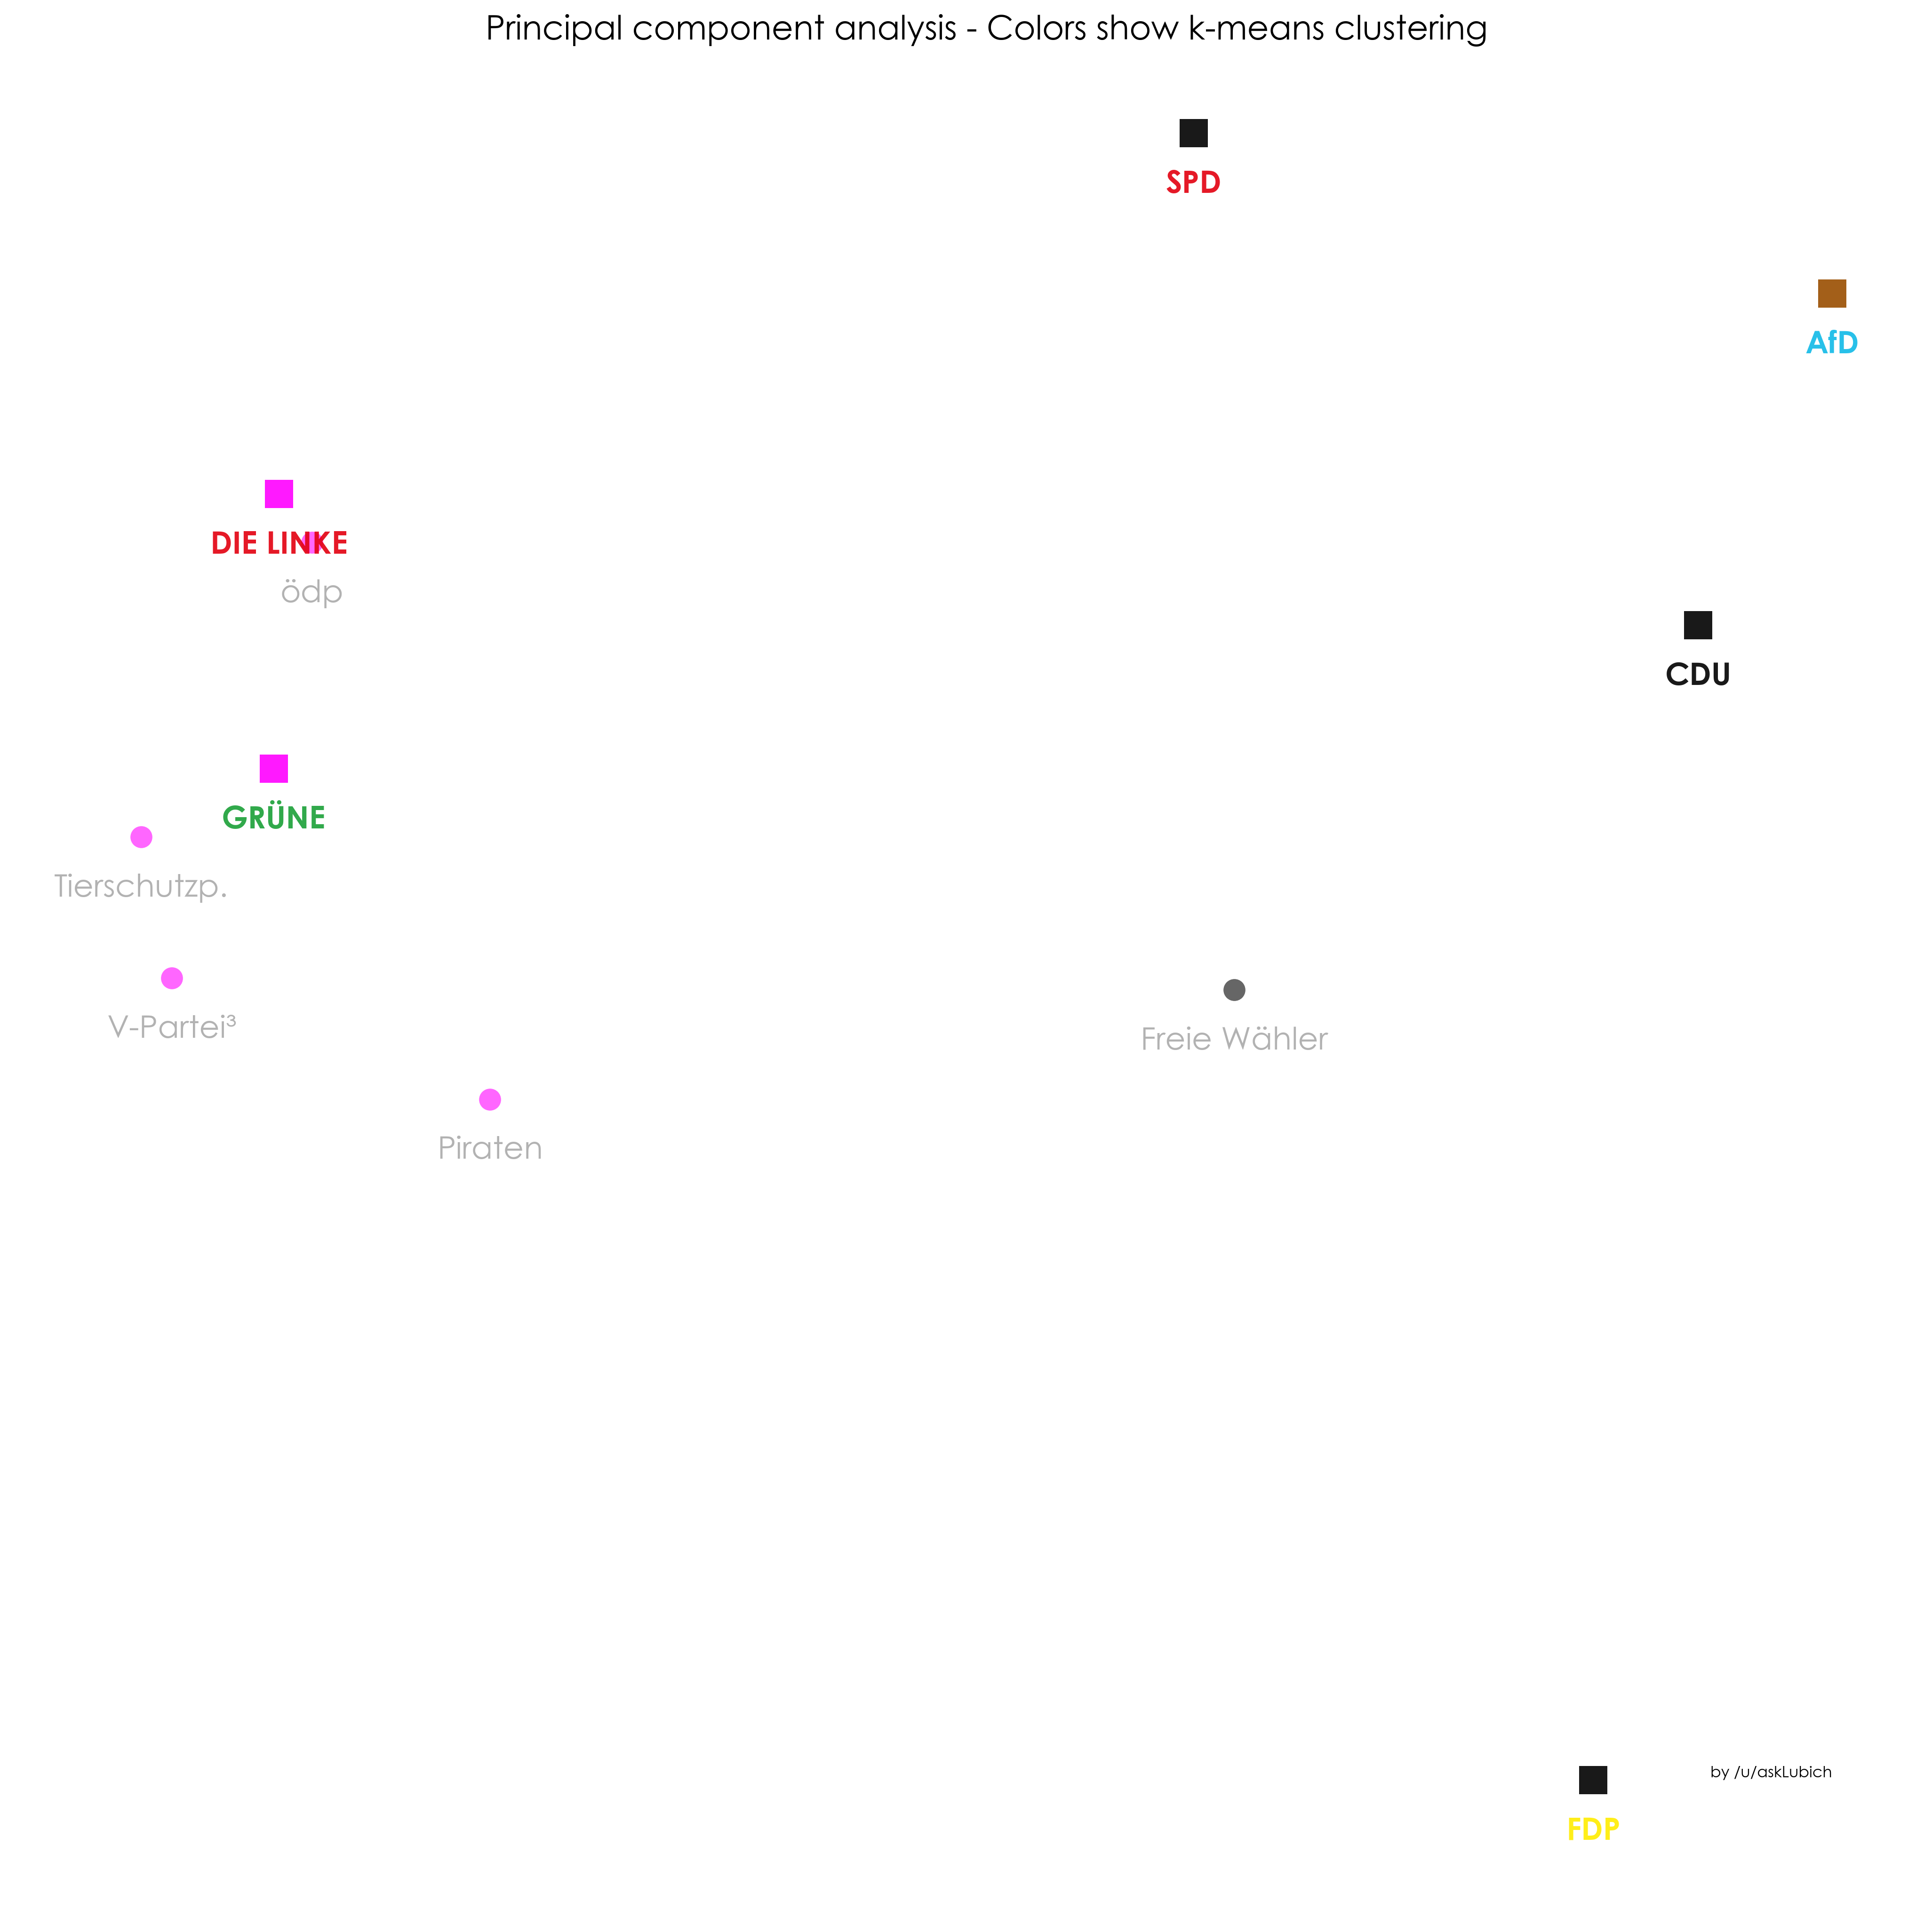 Principal component analysis - Colors show k-means clustering
SPD
AfD
DIE LINKE
ödp
CDU
GRÜNE
Tierschutzp.
V-Partei³
Freie Wähler
Piraten
by /u/askLubich
FDP